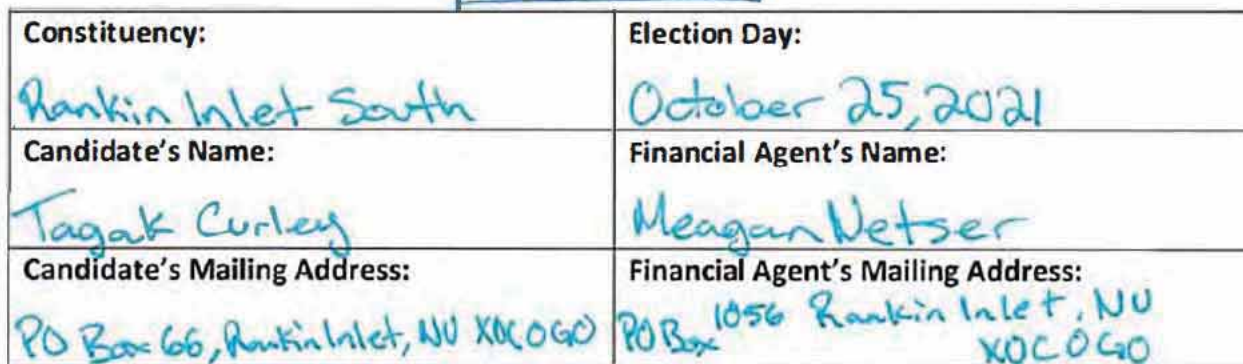 Constituency: Election Day:
Rankin Inlet South October 25, 2021
Candidate's Name: Financial Agent's Name:
Tagak Curley Meagan Netser
Candidate's Mailing Address: Financial Agent's Mailing Address:
PO Box 66, Rankin Inlet, NU X0C0G0 PO Box 1056 Rankin Inlet, NU
X0C 0G0